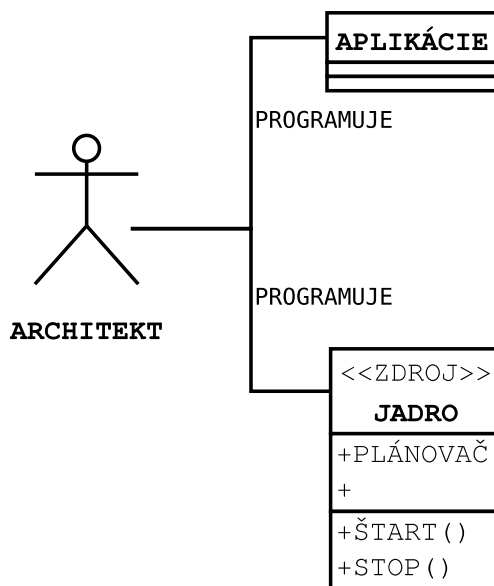 APLIKÁCIE
PROGRAMUJE
PROGRAMUJE
ARCHITEKT
<<ZDROJ>>
JADRO
+PLÁNOVAČ
+
+ŠTART()
+STOP()